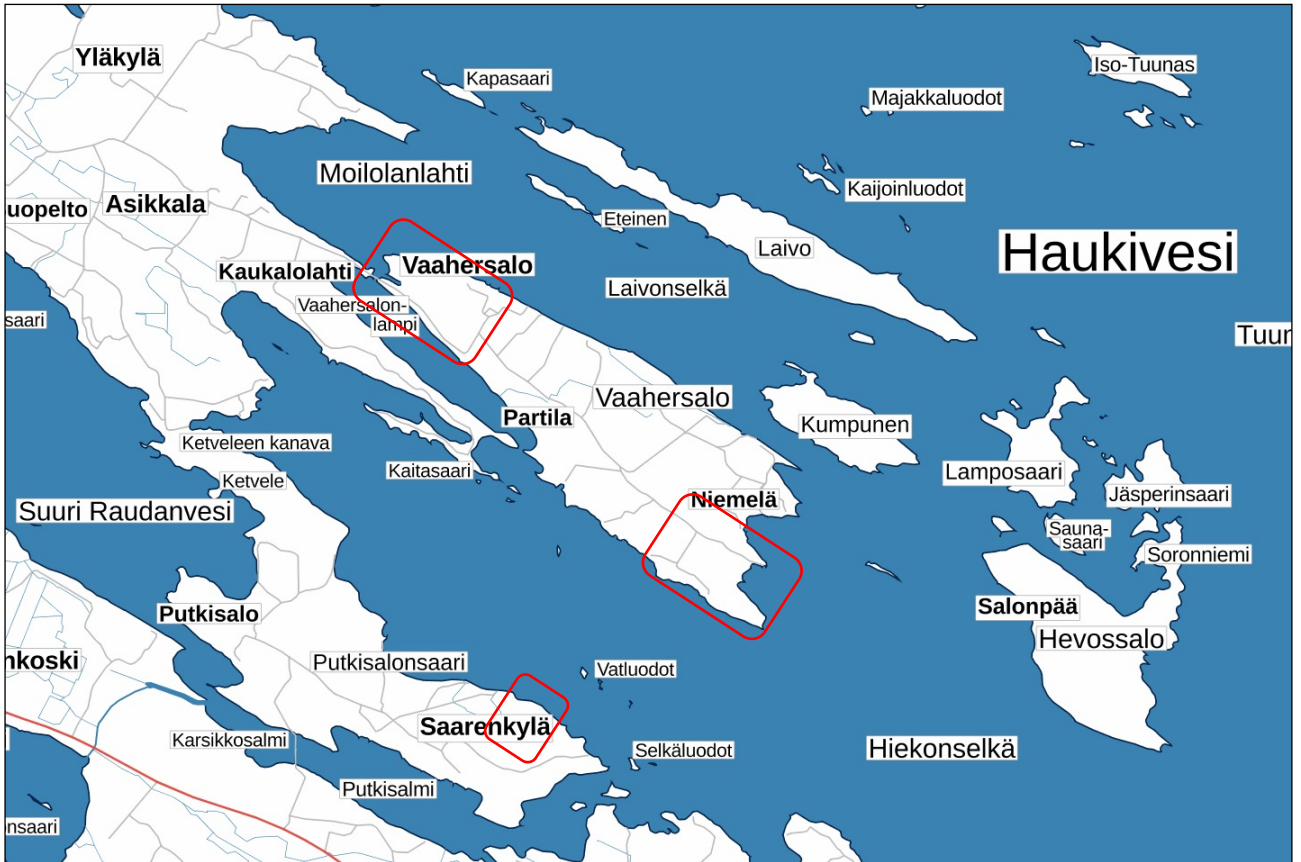 Yläkylä
Iso-Tuunas
Kapasaari
Majakkaluodot
Moilolanlahti
Kaijoinluodot
uopelto
Asikkala
Eteinen
Laivo
Haukivesi
Kaukalolahti
Vaahersalo
Laivonselkä
Vaahersalon-
lampi
saari
Tuur
Vaahersalo
Partila
Kumpunen
Ketveleen kanava
Kaitasaari
Lamposaari
Ketvele
Jäsperinsaari
Niemelä
Suuri Raudanvesi
Sauna-
saari
Soronniemi
Putkisalo
Salonpää
Hevossalo
nkoski
Putkisalonsaari
Vatluodot
Saarenkylä
Karsikkosalmi
Selkäluodot
Hiekonselkä
Putkisalmi
nsaari